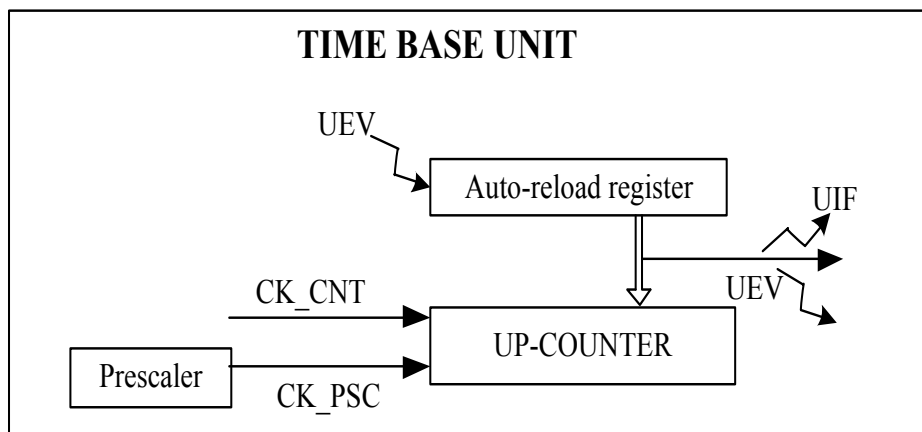 TIME BASE UNIT
UEV
Auto-reload register
UIF
UEV
CK_CNT
UP-COUNTER
Prescaler
CK_PSC